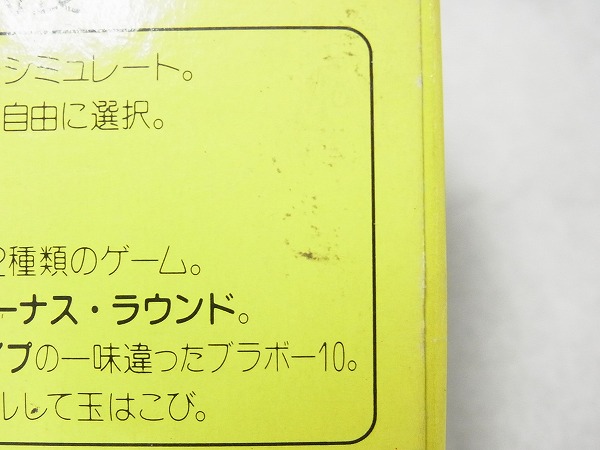 シミュレート。
自由に選択。
2種類のゲーム。
ーナス・ラウンド。
イプの一味違ったブラボー10。
ルして玉はこび。